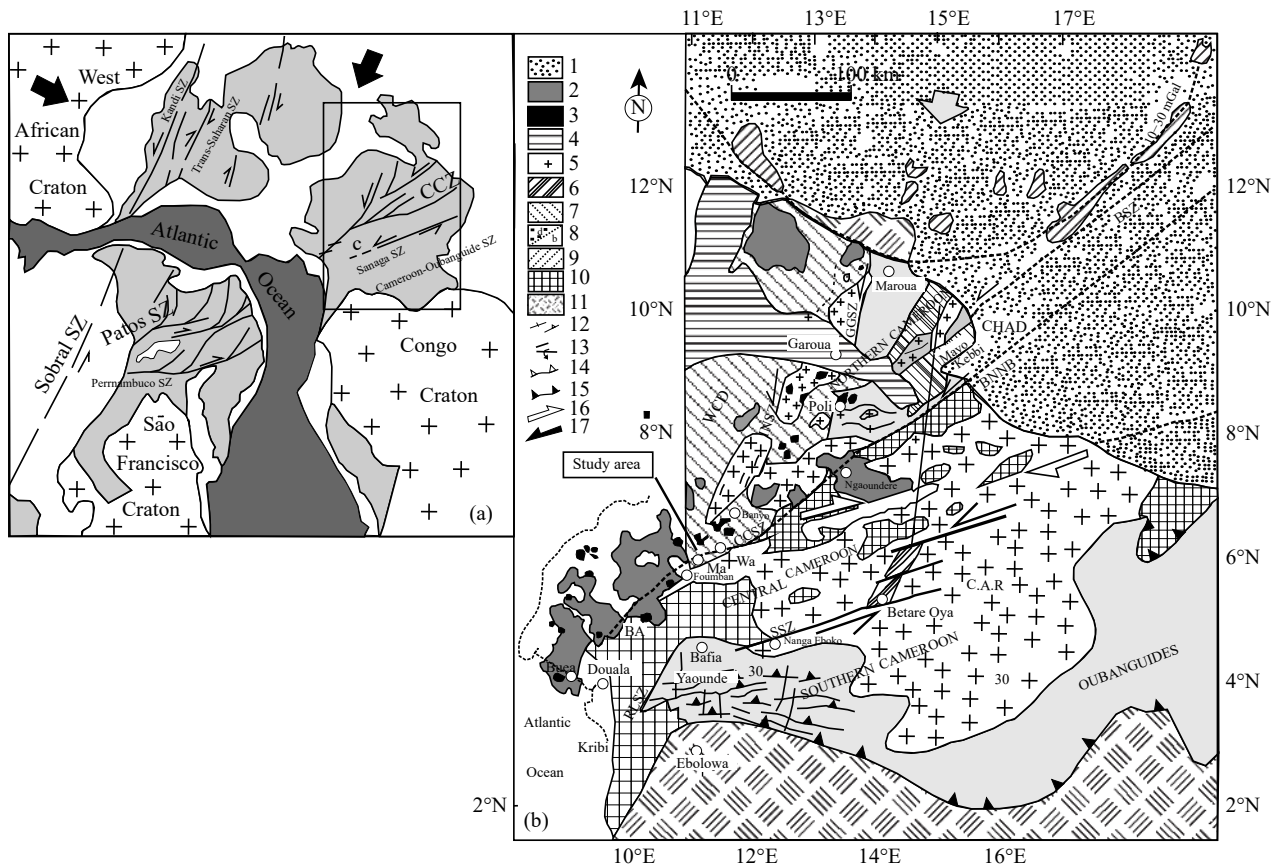 West
African
Craton
Kandi SZ
Trans-Saharan SZ
CCZ
c
Sanaga SZ
Cameroon-Oubanguide SZ
Atlantic
Ocean
Patos SZ
Sobral SZ
Pernnambuco SZ
Congo
Craton
São
Francisco
Craton
(a)
11°E
13°E
15°E
17°E
1
2
3
4
5
6
7
8
9
10
11
12
13
14
15
16
17
N
0
100 km
12°N
12°N
10°N
10°N
8°N
8°N
6°N
4°N
2°N
2°N
10−30 mGal
BSZ
Maroua
GGSZ
NORTHERN CAMEROON
CHAD
Garoua
Mayo
Kebbi
BNNB
WCD
Poli
Ngaoundere
Study area
Banyo
CCSZ
Ma
Wa
Foumban
CENTRAL CAMEROON
C.A.R
Betare Oya
SSZ
Nanga Eboko
BA
Bafia
Buea
Douala
Yaounde
30
SOUTHERN CAMEROON
30
OUBANGUIDES
RLSZ
Atlantic
Kribi
Ocean
Ebolowa
(b)
10°E
12°E
14°E
16°E